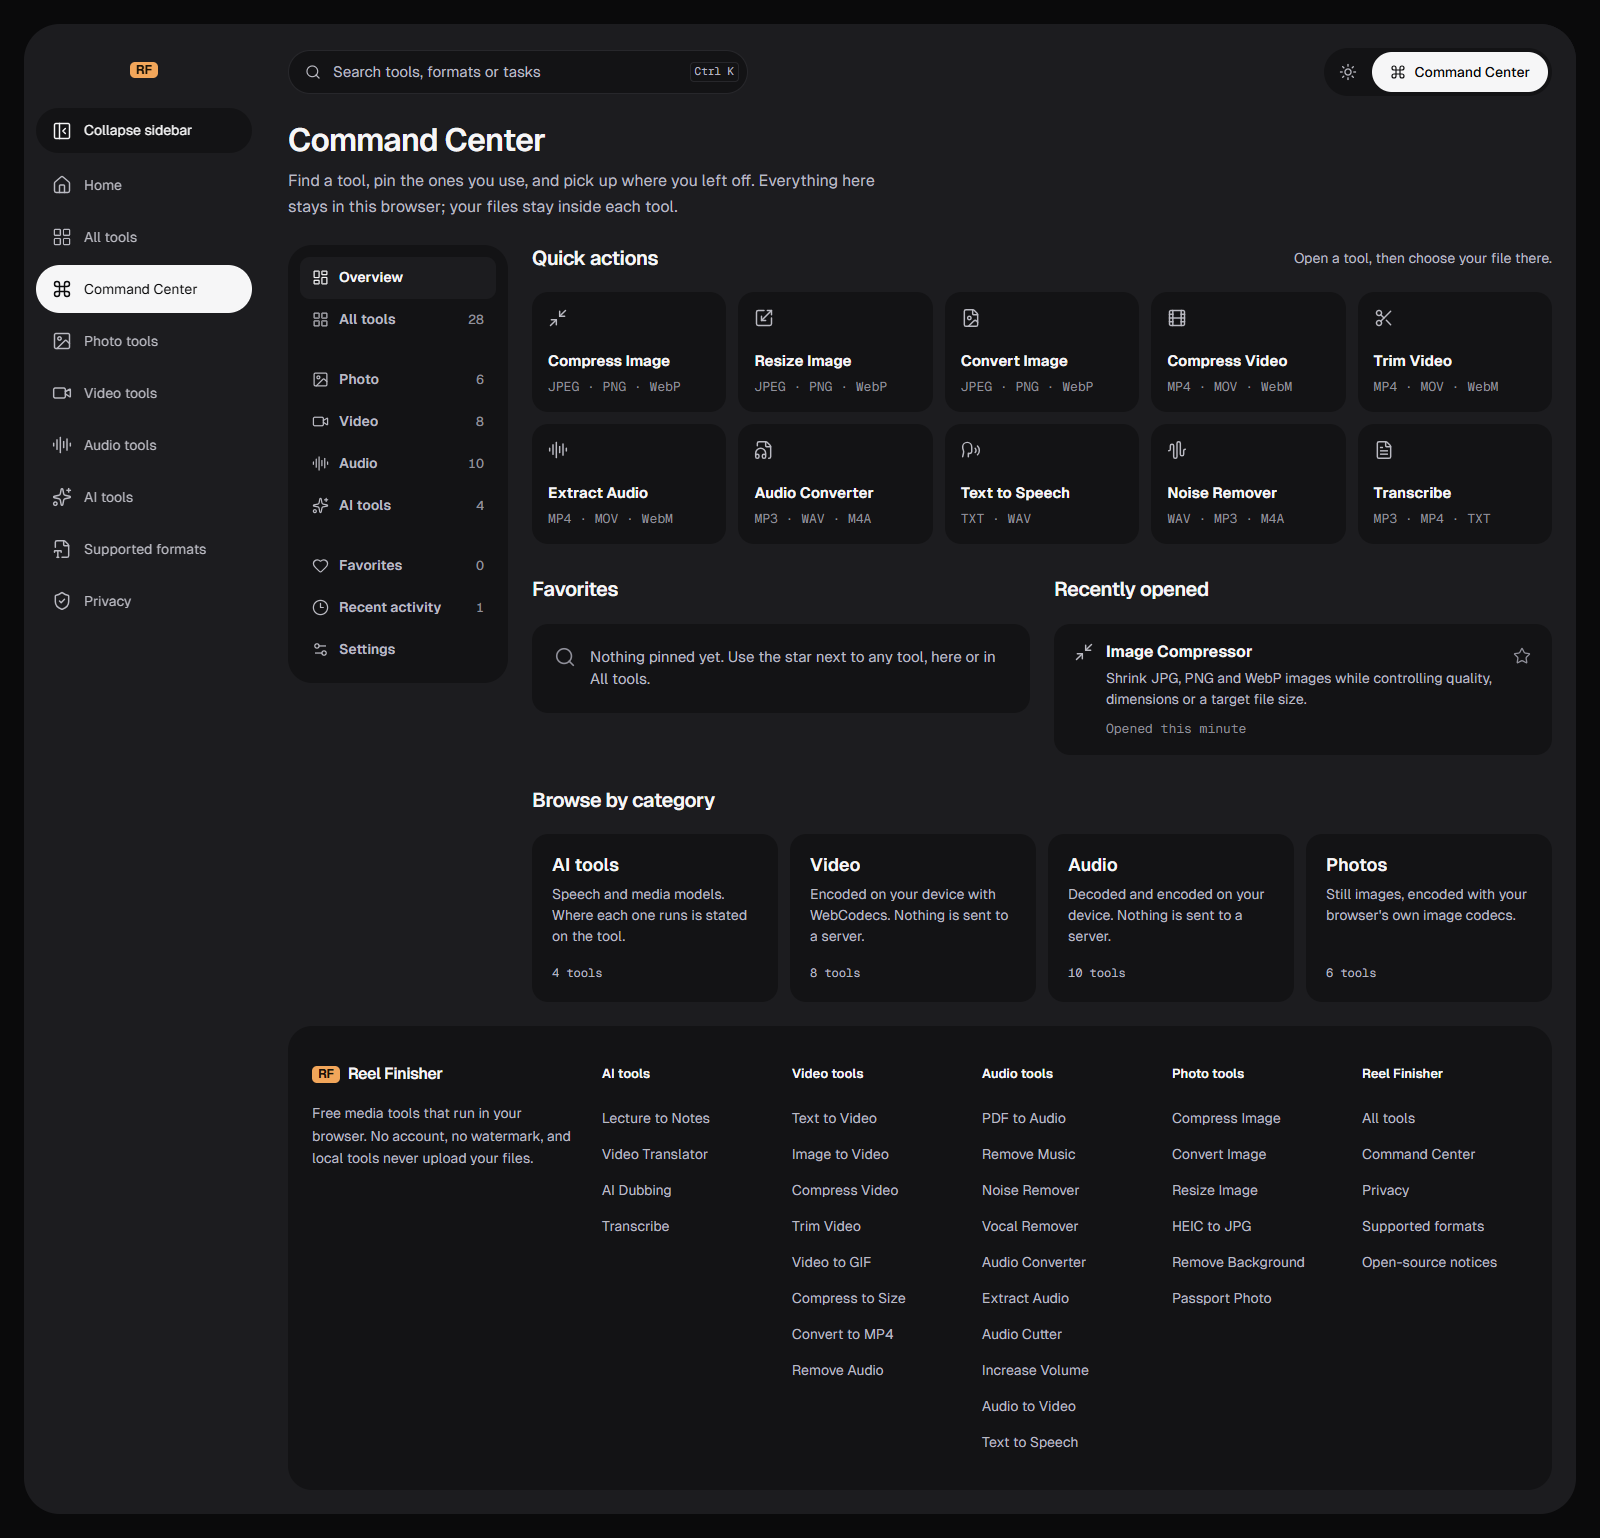 RF
Search tools, formats or tasks
Ctrl K
Command Center
Collapse sidebar
Home
All tools
Command Center
Photo tools
Video tools
Audio tools
AI tools
Supported formats
Privacy
Command Center
Find a tool, pin the ones you use, and pick up where you left off. Everything here
stays in this browser; your files stay inside each tool.
Overview
All tools 28
Photo 6
Video 8
Audio 10
AI tools 4
Favorites 0
Recent activity 1
Settings
Quick actions
Open a tool, then choose your file there.
Compress Image
JPEG · PNG · WebP
Resize Image
JPEG · PNG · WebP
Convert Image
JPEG · PNG · WebP
Compress Video
MP4 · MOV · WebM
Trim Video
MP4 · MOV · WebM
Extract Audio
MP4 · MOV · WebM
Audio Converter
MP3 · WAV · M4A
Text to Speech
TXT · WAV
Noise Remover
WAV · MP3 · M4A
Transcribe
MP3 · MP4 · TXT
Favorites
Nothing pinned yet. Use the star next to any tool, here or in
All tools.
Recently opened
Image Compressor
Shrink JPG, PNG and WebP images while controlling quality,
dimensions or a target file size.
Opened this minute
Browse by category
AI tools
Speech and media models.
Where each one runs is stated
on the tool.
4 tools
Video
Encoded on your device with
WebCodecs. Nothing is sent to
a server.
8 tools
Audio
Decoded and encoded on your
device. Nothing is sent to a
server.
10 tools
Photos
Still images, encoded with your
browser's own image codecs.
6 tools
RF Reel Finisher
Free media tools that run in your
browser. No account, no watermark, and
local tools never upload your files.
AI tools
Lecture to Notes
Video Translator
AI Dubbing
Transcribe
Video tools
Text to Video
Image to Video
Compress Video
Trim Video
Video to GIF
Compress to Size
Convert to MP4
Remove Audio
Audio tools
PDF to Audio
Remove Music
Noise Remover
Vocal Remover
Audio Converter
Extract Audio
Audio Cutter
Increase Volume
Audio to Video
Text to Speech
Photo tools
Compress Image
Convert Image
Resize Image
HEIC to JPG
Remove Background
Passport Photo
Reel Finisher
All tools
Command Center
Privacy
Supported formats
Open-source notices